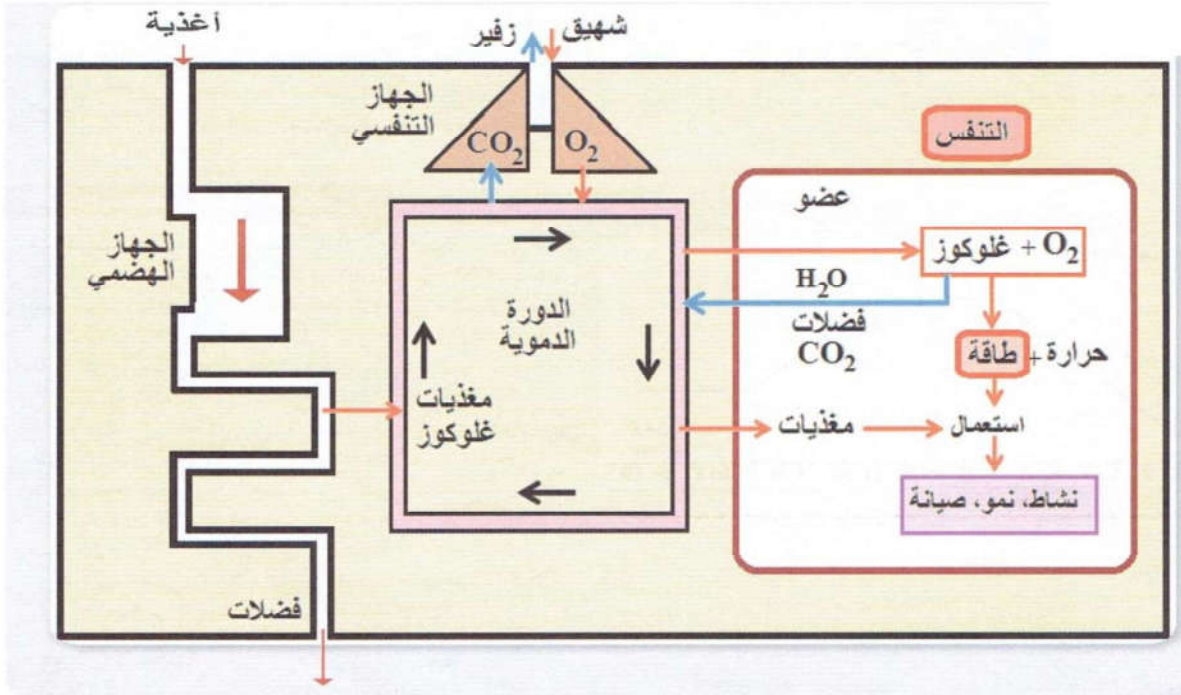 أغذية
زفير
شهيق
الجهاز
التنفسي
CO2
O2
التنفس
الجهاز
الهضمي
الدورة
الدموية
مغذيات
غلوكوز
عضو
غلوكوز + O2
H2O
فضلات
CO2
حرارة + طاقة
مغذيات
استعمال
نشاط، نمو، صيانة
فضلات